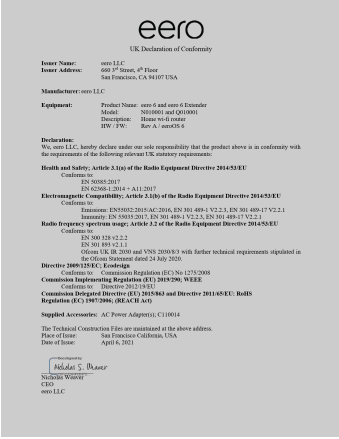 eero
UK Declaration of Conformity
Issuer Name: eero LLC
Issuer Address: 660 3rd Street, 4th Floor
San Francisco, CA 94107 USA
Manufacturer: eero LLC
Equipment: Product Name: eero 6 and eero 6 Extender
Model: N010001 and Q010001
Description: Home wi-fi router
HW / FW: Rev A / eeroOS 6
Declaration:
We, eero LLC, hereby declare under our sole responsibility that the product above is in conformity with
the requirements of the following relevant UK statutory requirements:
Health and Safety; Article 3.1(a) of the Radio Equipment Directive 2014/53/EU
Conforms to:
EN 50385:2017
EN 62368-1:2014 + A11:2017
Electromagnetic Compatibility; Article 3.1(b) of the Radio Equipment Directive 2014/53/EU
Conforms to:
Emissions: EN55032:2015/AC:2016, EN 301 489-1 V2.2.3, EN 301 489-17 V2.2.1
Immunity: EN 55035:2017, EN 301 489-1 V2.2.3, EN 301 489-17 V3.2.2
Radio frequency spectrum usage; Article 3.2 of the Radio Equipment Directive 2014/53/EU
Conforms to:
EN 300 328 v2.2.2
EN 301 893 v2.1.1
Ofcom UK IR 2030 and VNS 2030/8/3 with further technical requirements stipulated in
the Ofcom Statement dated 24 July 2020.
Directive 2009/125/EC; Ecodesign
Conforms to: Commission Regulation (EC) No 1275/2008
Commission Implementing Regulation (EU) 2019/290; WEEE
Conforms to: Directive 2012/19/EU
Commission Delegated Directive (EU) 2015/863 and Directive 2011/65/EU: RoHS
Regulation (EC) 1907/2006; (REACH Act)
Supplied Accessories: AC Power Adapter(s); C110014
The Technical Construction Files are maintained at the above address.
Place of Issue: San Francisco California, USA
Date of Issue: April 6, 2021
Nicholas S. Weaver
Nicholas Weaver
CEO
eero LLC